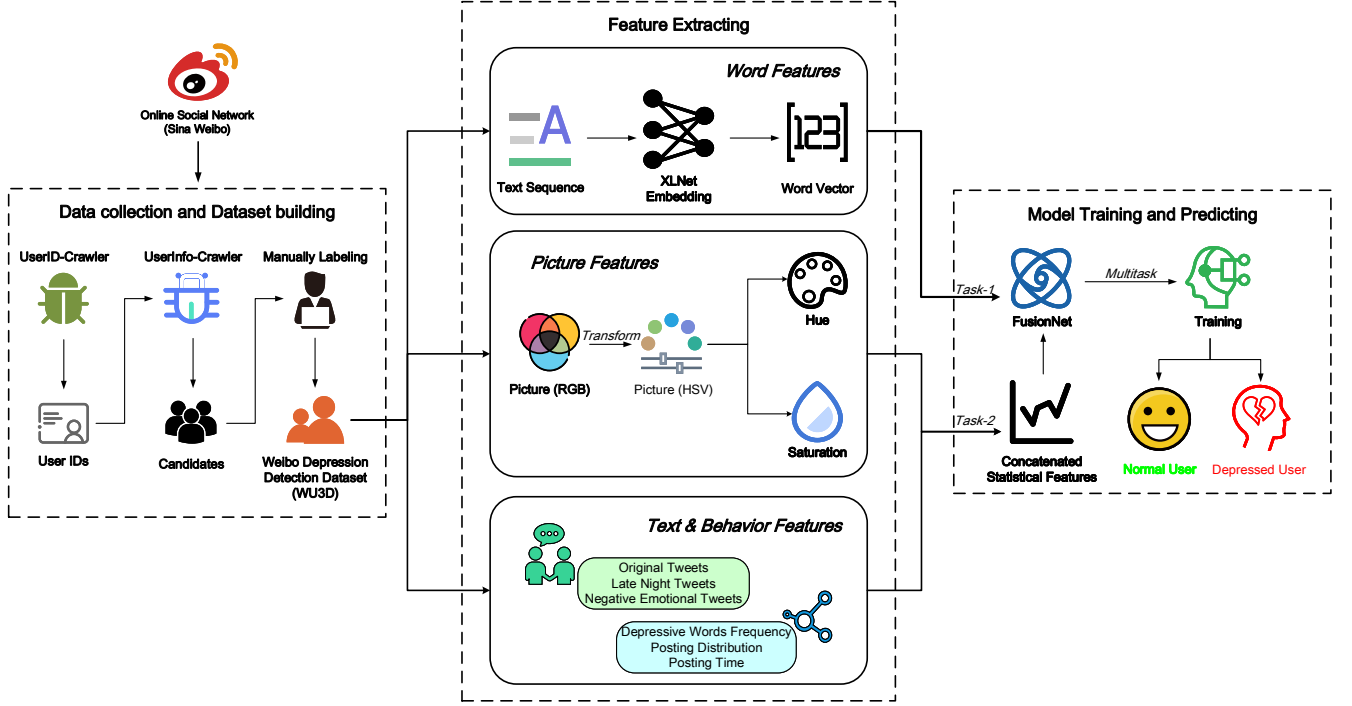 Online Social Network
(Sina Weibo)
Data collection and Dataset building
UserID-Crawler
UserInfo-Crawler
Manually Labeling
User IDs
Candidates
Weibo Depression
Detection Dataset
(WU3D)
Feature Extracting
Word Features
A
[123]
Text Sequence
XLNet
Embedding
Word Vector
Picture Features
Transform
Picture (RGB)
Picture (HSV)
Hue
Saturation
Text & Behavior Features
Original Tweets
Late Night Tweets
Negative Emotional Tweets
Depressive Words Frequency
Posting Distribution
Posting Time
Task-1
Task-2
Model Training and Predicting
FusionNet
Multitask
Training
Concatenated
Statistical Features
Normal User
Depressed User